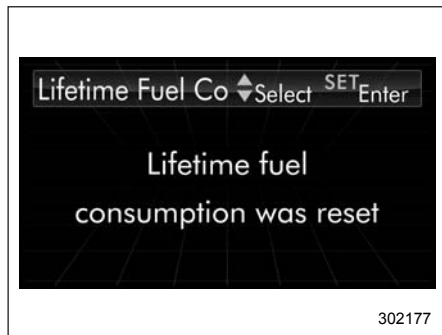 Lifetime Fuel Co Select SET Enter
Lifetime fuel
consumption was reset
302177